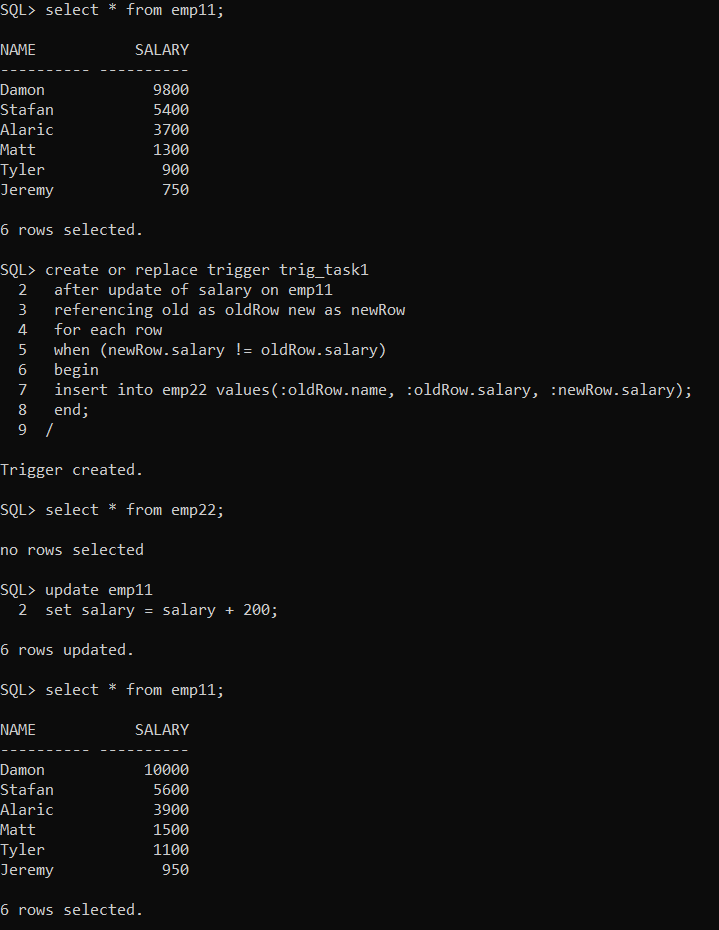 SQL> select * from emp11;
NAME           SALARY
---------- ----------
Damon            9800
Stafan           5400
Alaric           3700
Matt             1300
Tyler             900
Jeremy            750
6 rows selected.
SQL> create or replace trigger trig_task1
  2   after update of salary on emp11
  3   referencing old as oldRow new as newRow
  4   for each row
  5   when (newRow.salary != oldRow.salary)
  6   begin
  7   insert into emp22 values(:oldRow.name, :oldRow.salary, :newRow.salary);
  8   end;
  9  /
Trigger created.
SQL> select * from emp22;
no rows selected
SQL> update emp11
  2  set salary = salary + 200;
6 rows updated.
SQL> select * from emp11;
NAME           SALARY
---------- ----------
Damon           10000
Stafan           5600
Alaric           3900
Matt             1500
Tyler            1100
Jeremy            950
6 rows selected.